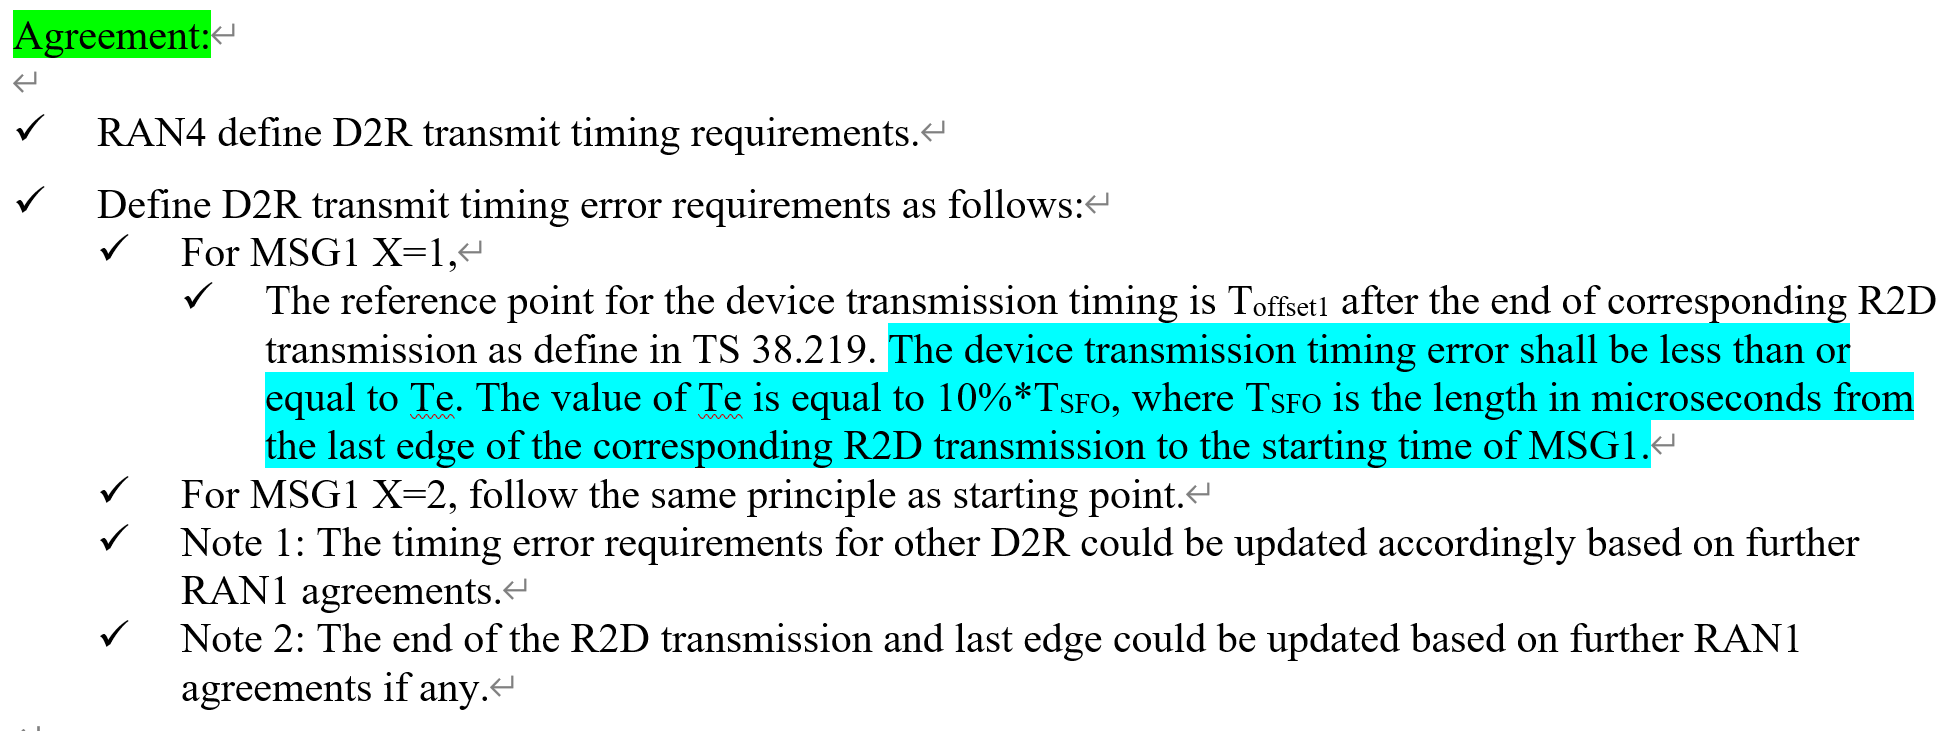 Agreement:
RAN4 define D2R transmit timing requirements.
Define D2R transmit timing error requirements as follows:
For MSG1 X=1,
The reference point for the device transmission timing is Toffset1 after the end of corresponding R2D
transmission as define in TS 38.219. The device transmission timing error shall be less than or
equal to Te. The value of Te is equal to 10%*TSFO, where TSFO is the length in microseconds from
the last edge of the corresponding R2D transmission to the starting time of MSG1.
For MSG1 X=2, follow the same principle as starting point.
Note 1: The timing error requirements for other D2R could be updated accordingly based on further
RAN1 agreements.
Note 2: The end of the R2D transmission and last edge could be updated based on further RAN1
agreements if any.